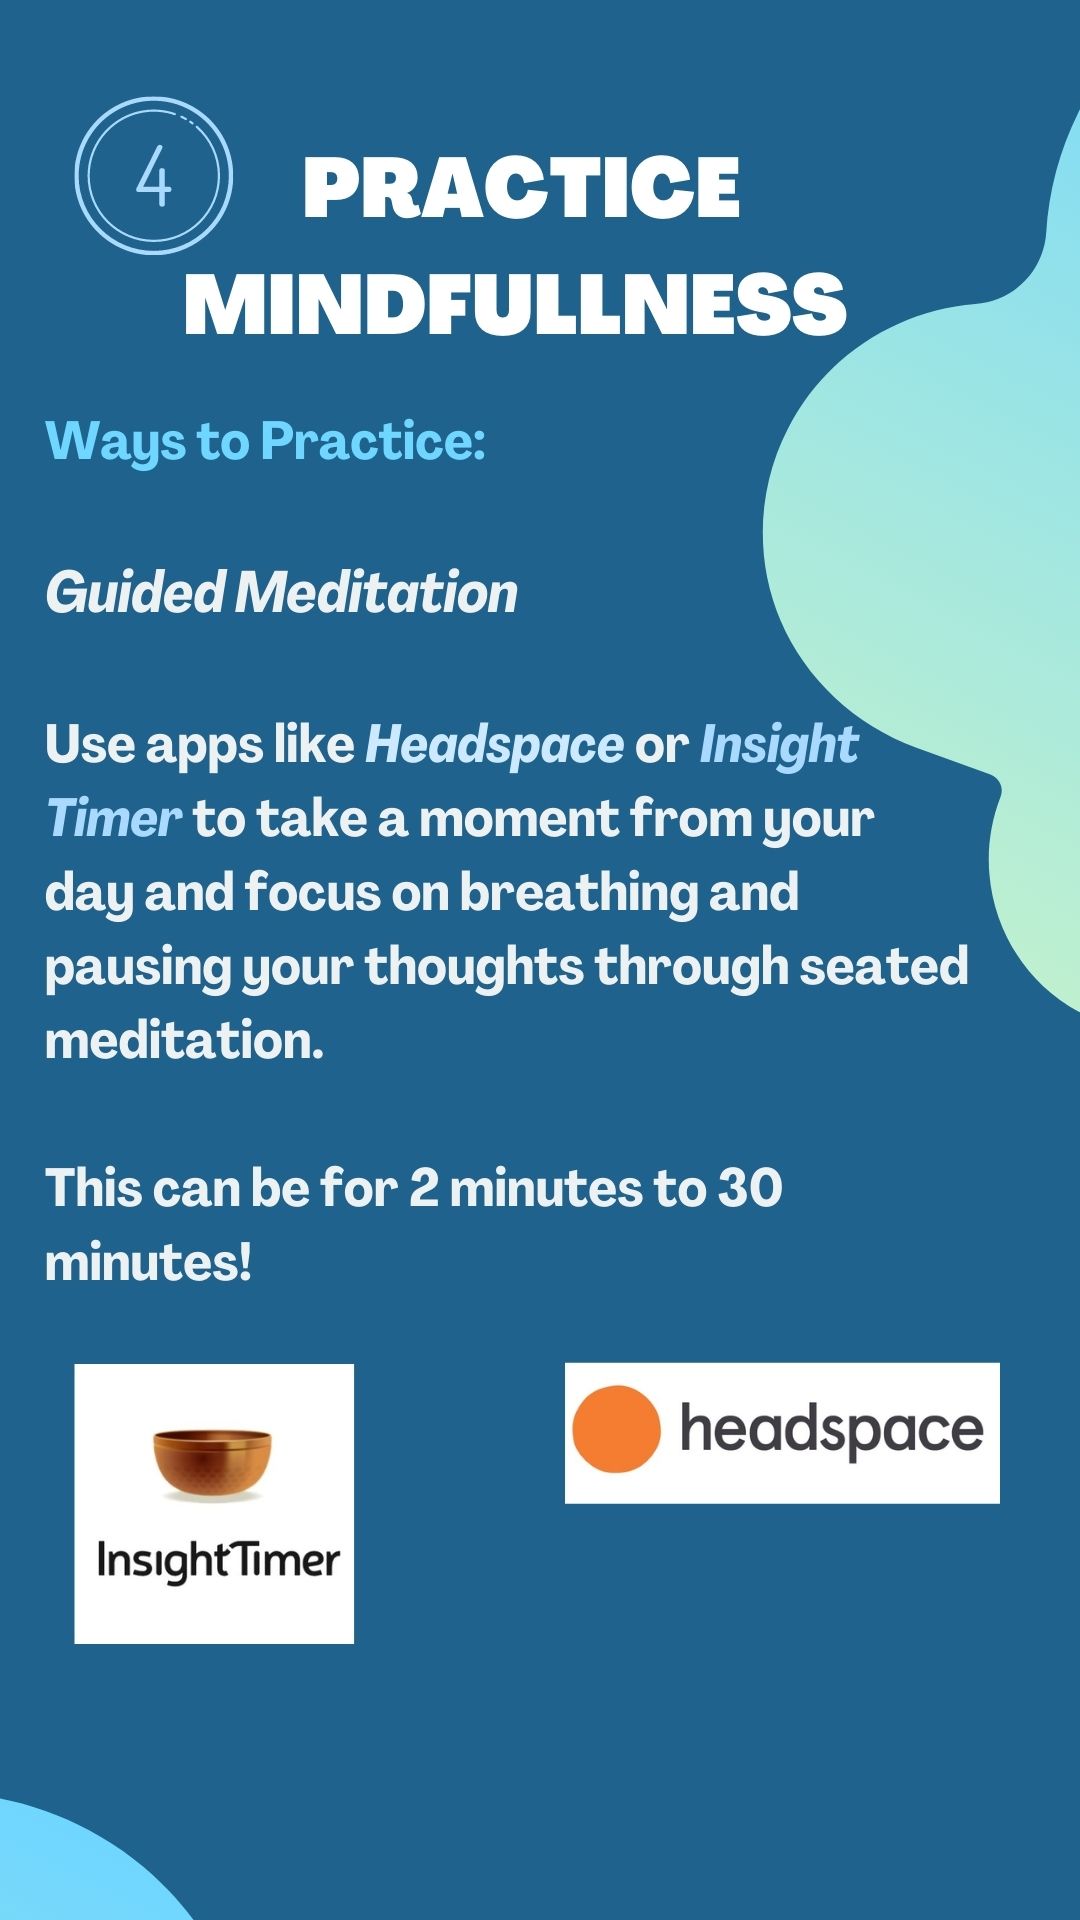 4
PRACTICE
MINDFULLNESS
Ways to Practice:
Guided Meditation
Use apps like Headspace or Insight
Timer to take a moment from your
day and focus on breathing and
pausing your thoughts through seated
meditation.
This can be for 2 minutes to 30
minutes!
InsightTimer
headspace